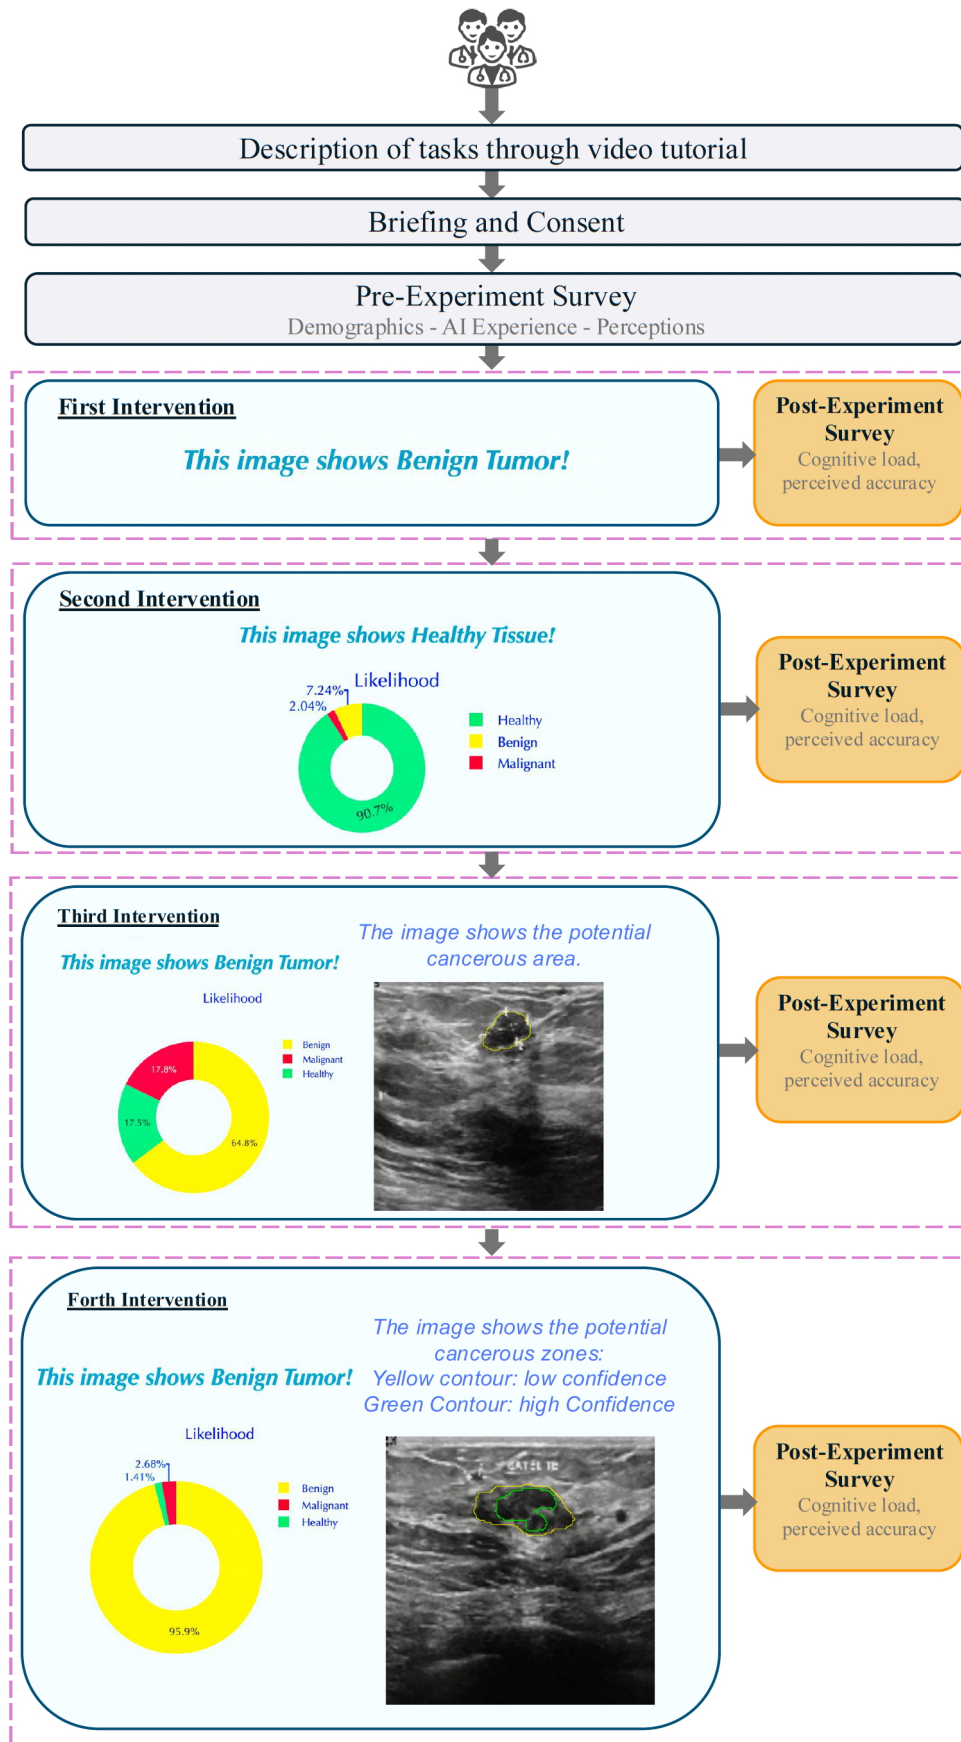 Description of tasks through video tutorial
Briefing and Consent
Pre-Experiment Survey
Demographics - AI Experience - Perceptions
First Intervention
This image shows Benign Tumor!
Post-Experiment
Survey
Cognitive load,
perceived accuracy
Second Intervention
This image shows Healthy Tissue!
Likelihood
7.24%
2.04%
90.7%
Healthy
Benign
Malignant
Post-Experiment
Survey
Cognitive load,
perceived accuracy
Third Intervention
This image shows Benign Tumor!
Likelihood
17.8%
17.5%
64.8%
Benign
Malignant
Healthy
The image shows the potential
cancerous area.
Post-Experiment
Survey
Cognitive load,
perceived accuracy
Forth Intervention
This image shows Benign Tumor!
Likelihood
2.68%
1.41%
95.9%
Benign
Malignant
Healthy
The image shows the potential
cancerous zones:
Yellow contour: low confidence
Green Contour: high Confidence
Post-Experiment
Survey
Cognitive load,
perceived accuracy